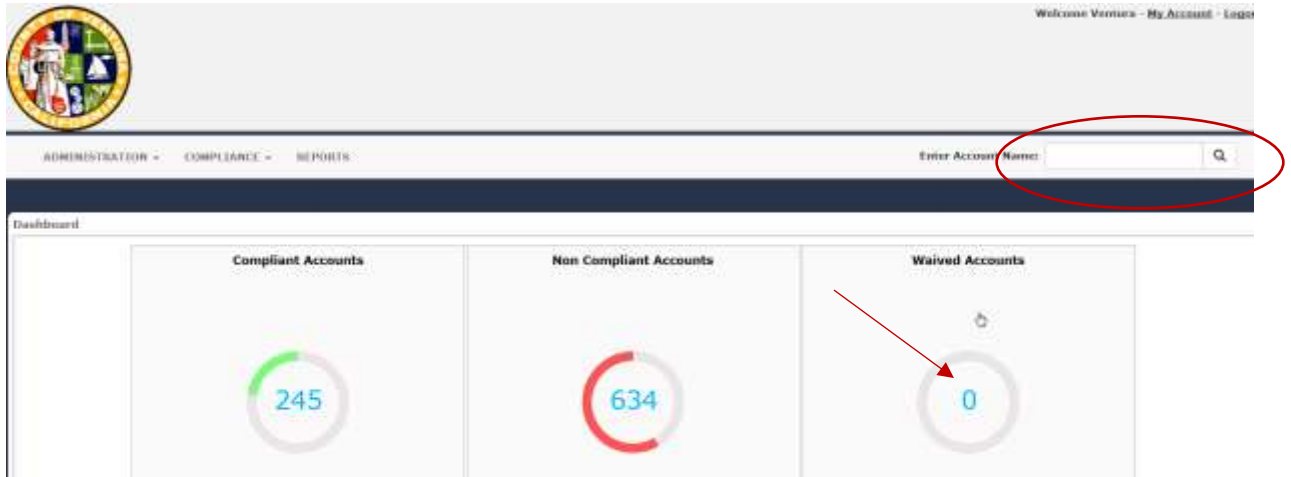 Welcome Ventura - My Account - Logo
ADMINISTRATION COMPLIANCE REPORTS
Enter Account Name:
Dashboard
Compliant Accounts Non Compliant Accounts Waived Accounts
245 634 0